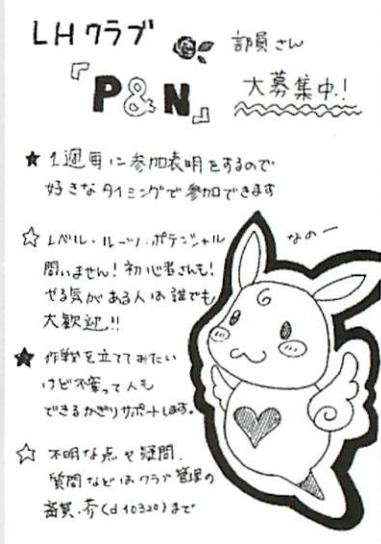 LHクラブ
部員さん
『P&N』
大募集中!
★ 1週毎に参加表明をするので
好きなタイミングで参加できます
☆ レベル・ルーツ・ポテンシャル
問いません!初心者さんも!
やる気がある人は誰でも
大歓迎!!
なのー
★ 作戦を立ててみたい
けど不安って人も
できるかぎりサポートします。
☆ 不明な点や疑問、
質問などはクラブ管理の
(d10320)まで